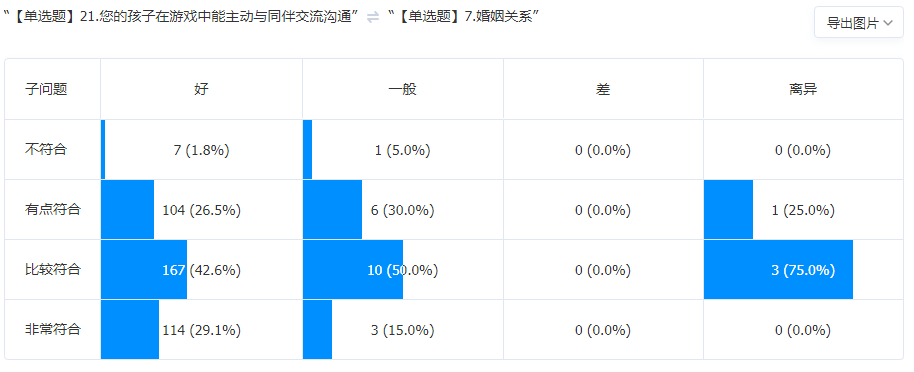 “【单选题】21.您的孩子在游戏中能主动与同伴交流沟通” ⇌ “【单选题】7.婚姻关系”
导出图片
子问题 好 一般 差 离异
不符合 7 (1.8%) 1 (5.0%) 0 (0.0%) 0 (0.0%)
有点符合 104 (26.5%) 6 (30.0%) 0 (0.0%) 1 (25.0%)
比较符合 167 (42.6%) 10 (50.0%) 0 (0.0%) 3 (75.0%)
非常符合 114 (29.1%) 3 (15.0%) 0 (0.0%) 0 (0.0%)